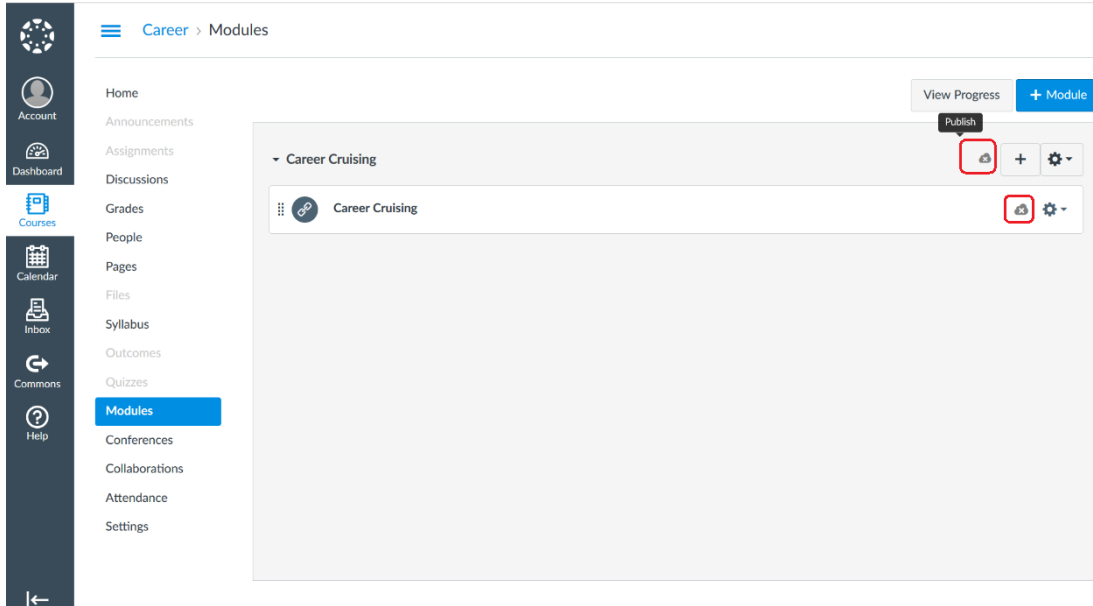 Career > Modules
Account
Dashboard
Courses
Calendar
Inbox
Commons
Help
Home
Announcements
Assignments
Discussions
Grades
People
Pages
Files
Syllabus
Outcomes
Quizzes
Modules
Conferences
Collaborations
Attendance
Settings
View Progress
+ Module
Publish
Career Cruising
Career Cruising